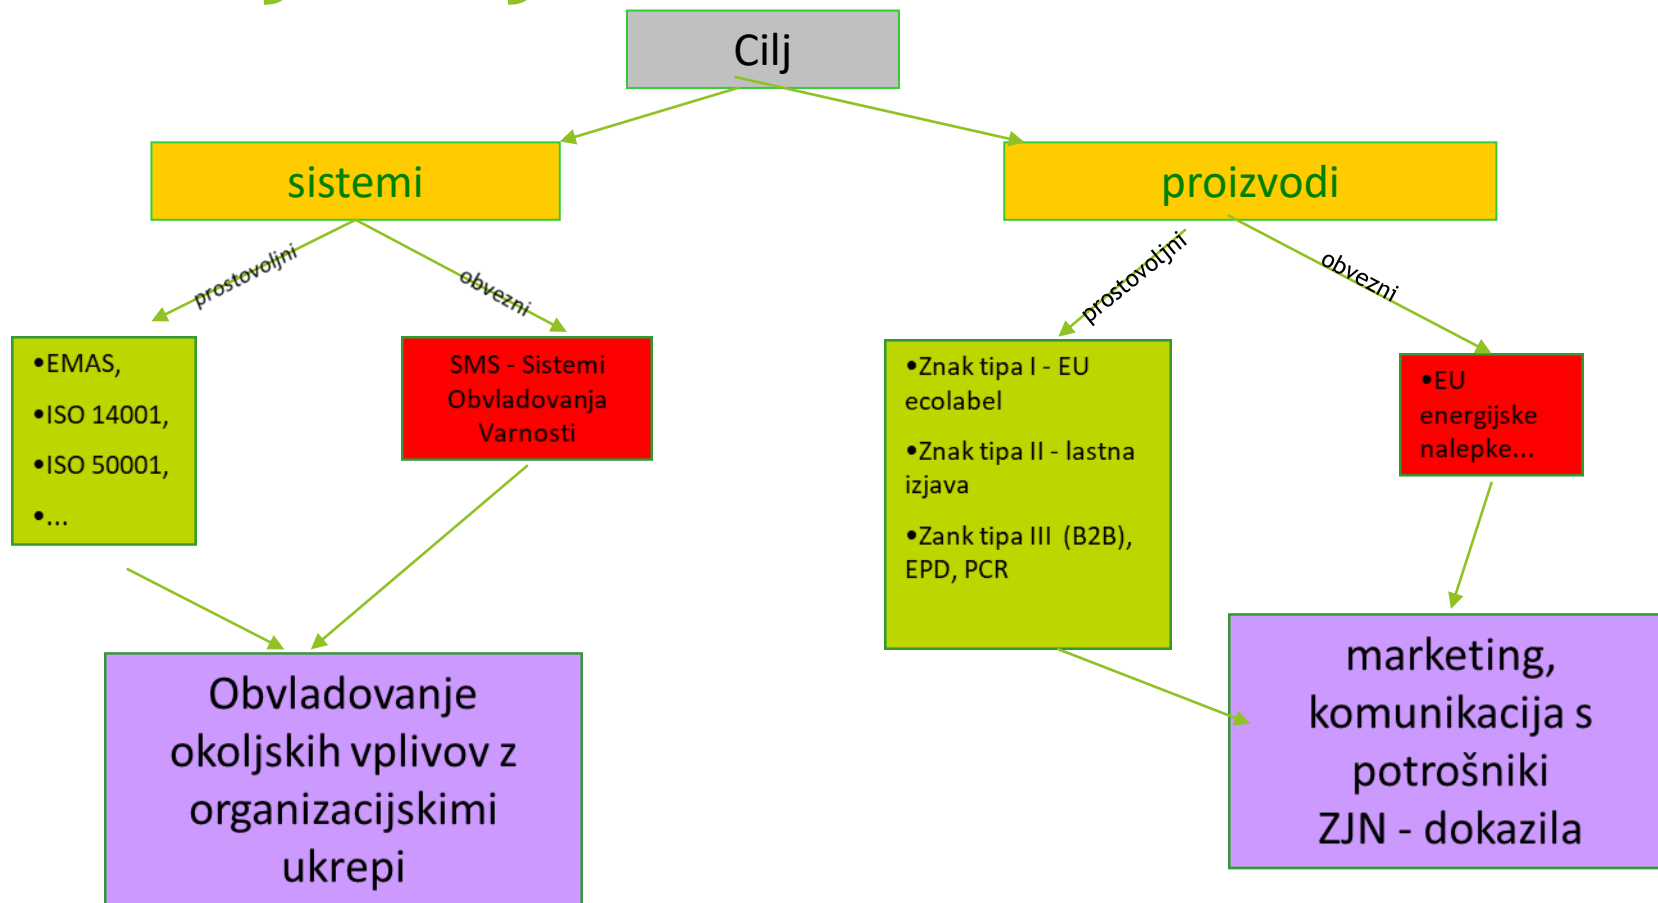 Cilj
sistemi
proizvodi
prostovoljni
obvezni
prostovoljni
obvezni
•EMAS,
•ISO 14001,
•ISO 50001,
•...
SMS - Sistemi
Obvladovanja
Varnosti
•Znak tipa I - EU
ecolabel
•Znak tipa II - lastna
izjava
•Zank tipa III (B2B),
EPD, PCR
•EU
energijske
nalepke...
Obvladovanje
okoljskih vplivov z
organizacijskimi
ukrepi
marketing,
komunikacija s
potrošniki
ZJN - dokazila